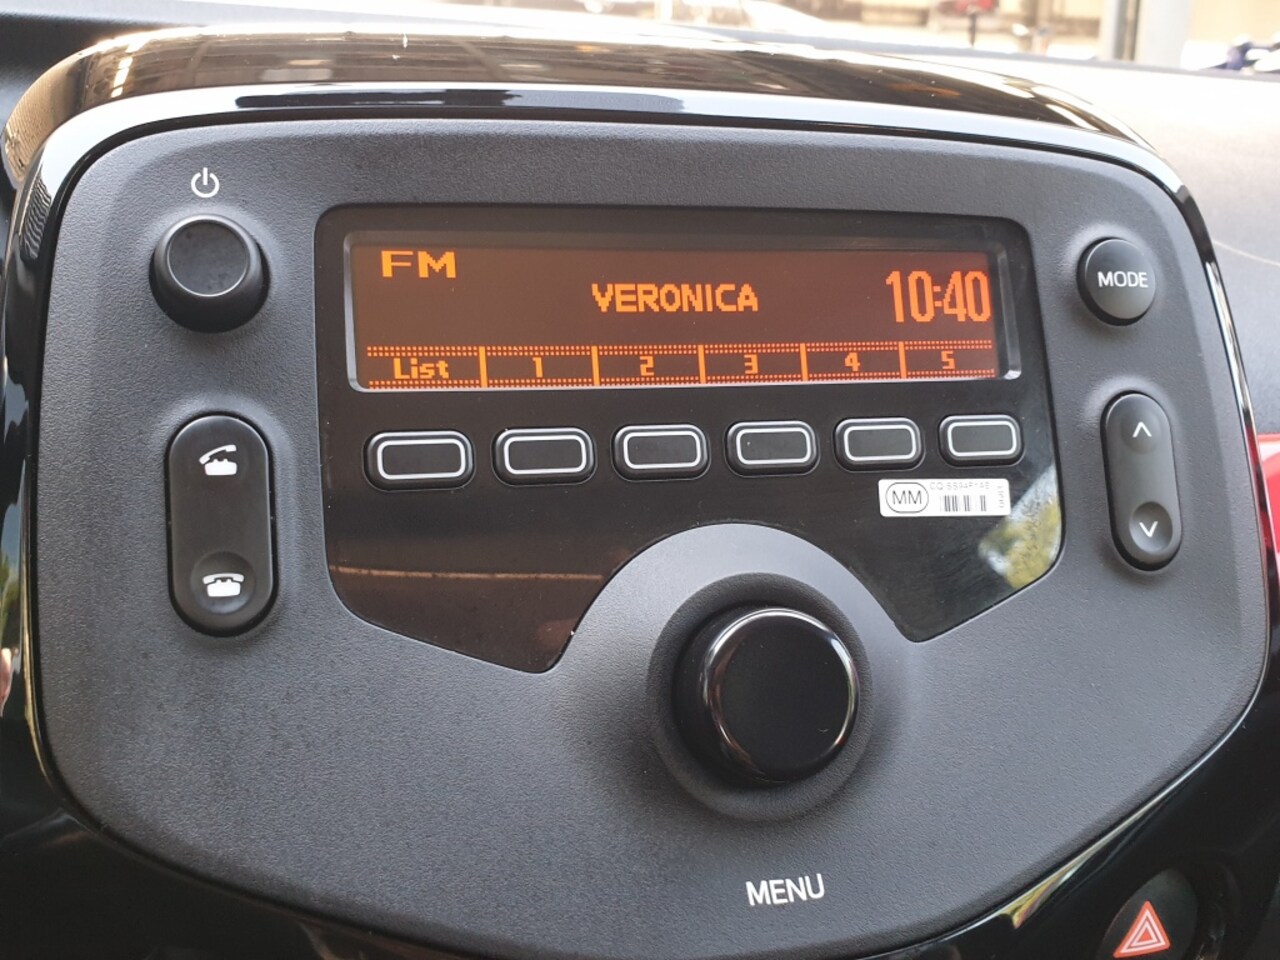 FM
VERONICA
10:40
List 1 2 3 4 5
MODE
MM
MENU